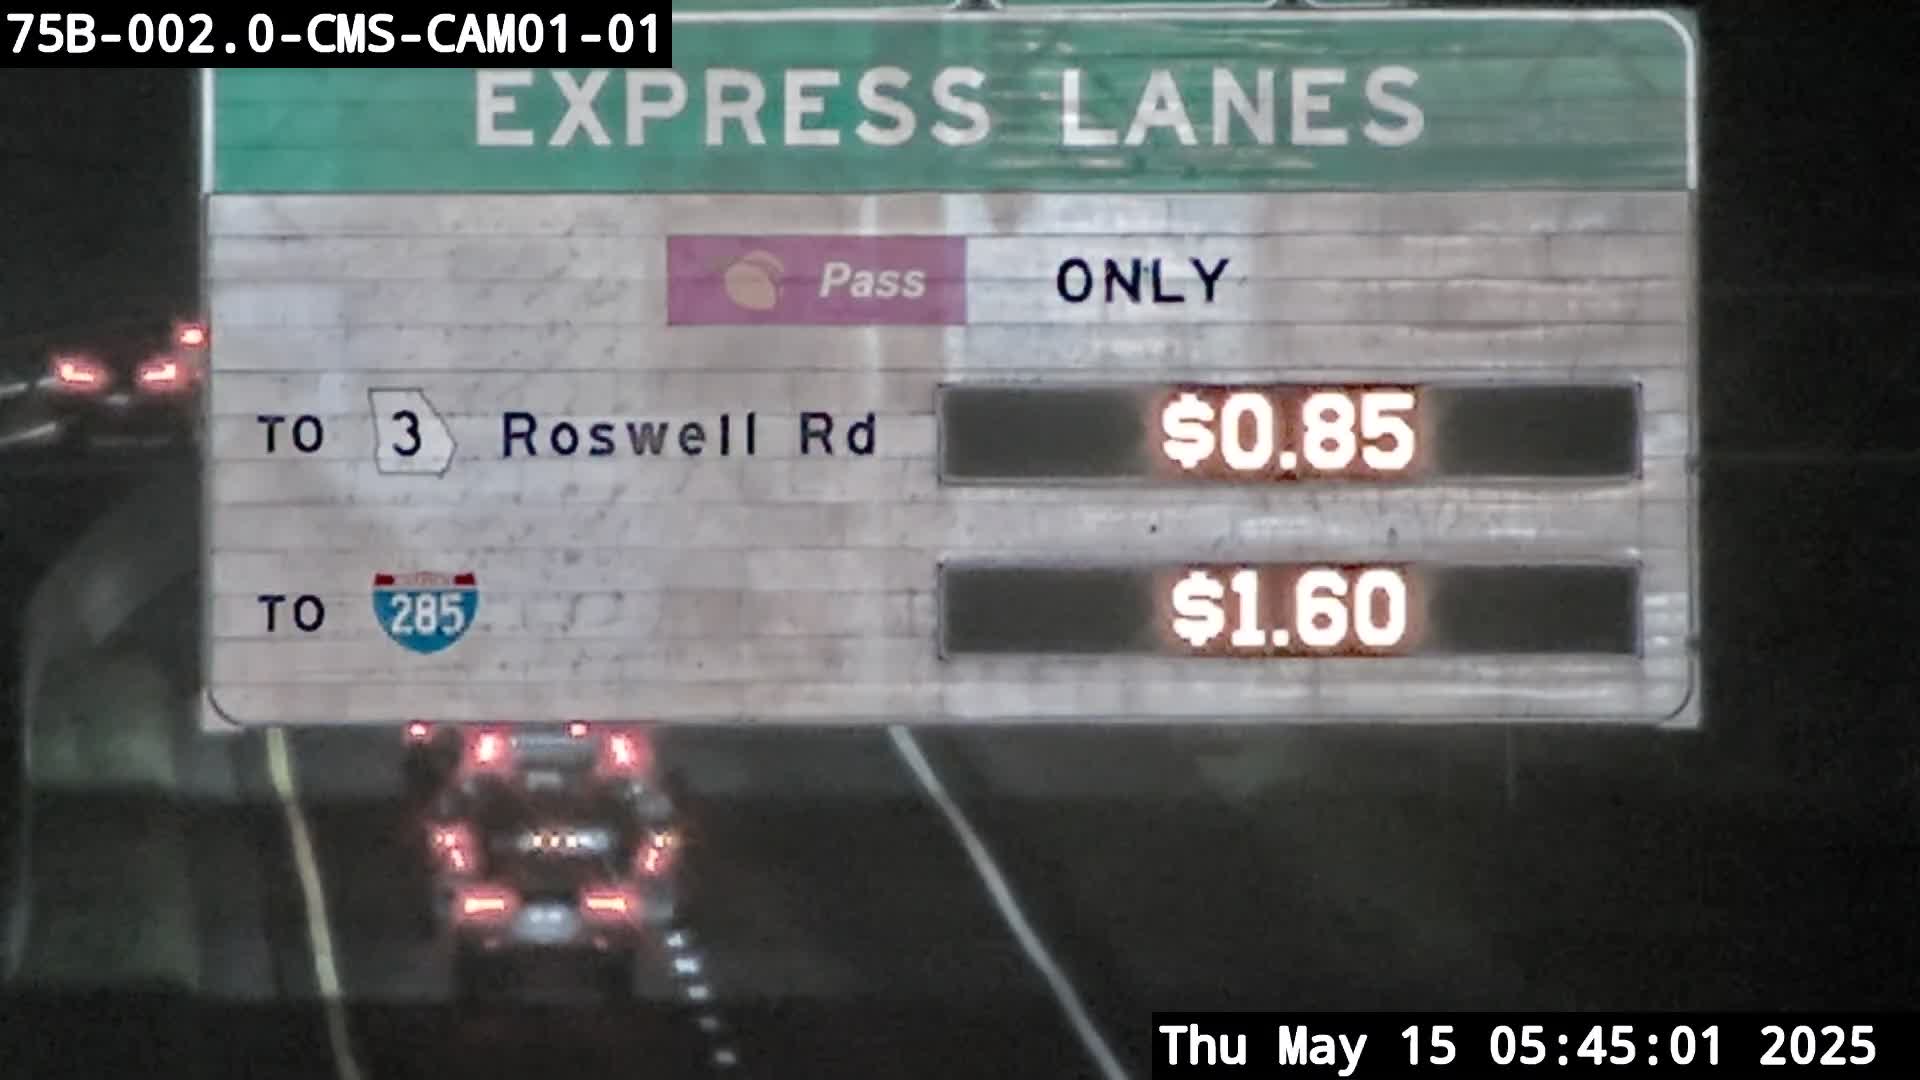 75B-002.0-CMS-CAM01-01
EXPRESS LANES
Pass ONLY
TO 3 Roswell Rd $0.85
TO 285 $1.60
Thu May 15 05:45:01 2025